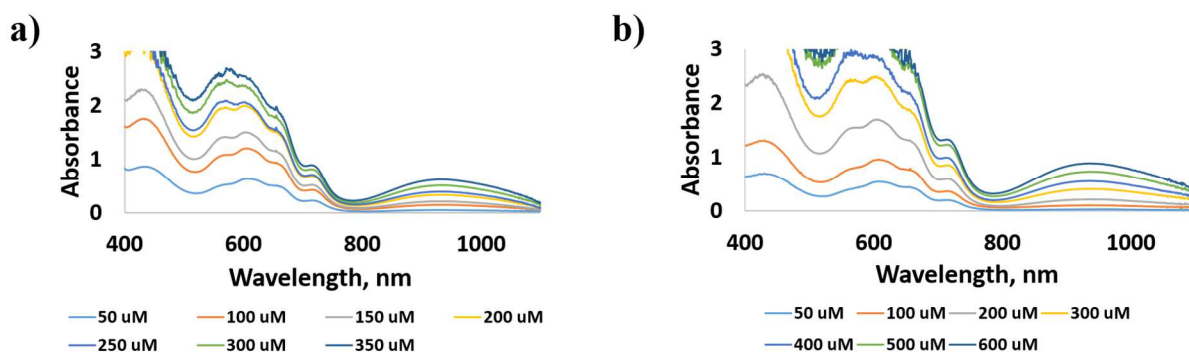 a)
3
2
1
0
Absorbance
400 600 800 1000
Wavelength, nm
50 uM 100 uM 150 uM 200 uM
250 uM 300 uM 350 uM
b)
3
2
1
0
Absorbance
400 600 800 1000
Wavelength, nm
50 uM 100 uM 200 uM 300 uM
400 uM 500 uM 600 uM